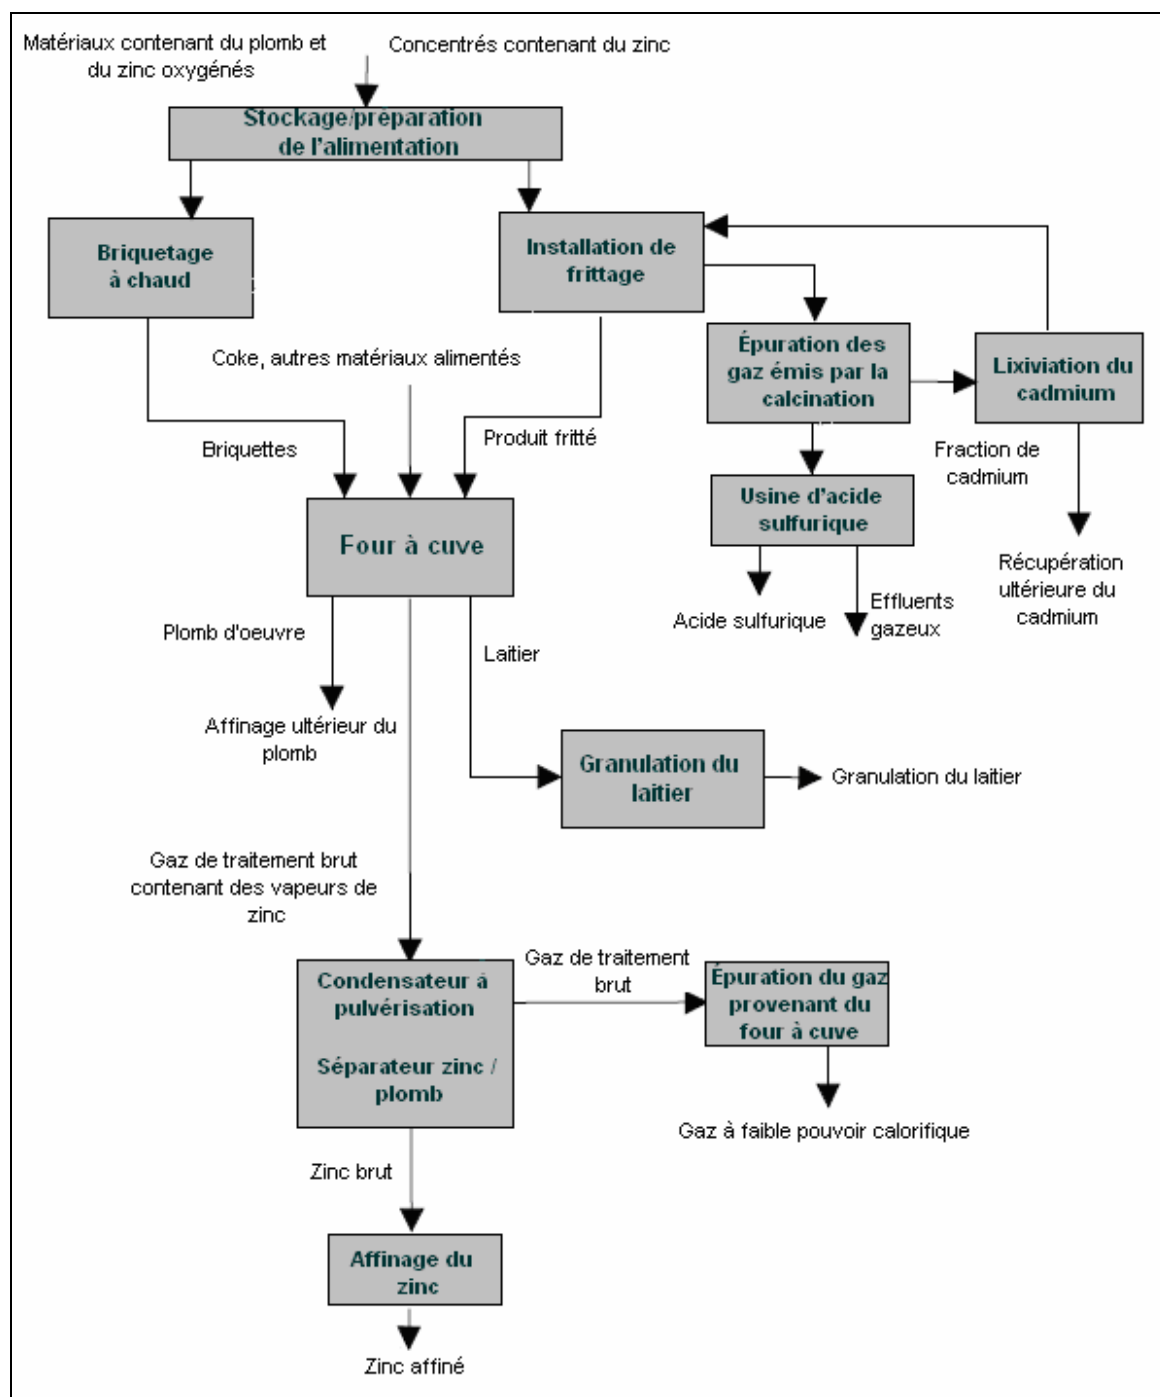 Matériaux contenant du plomb et
du zinc oxygénés
Concentrés contenant du zinc
Stockage/préparation
de l'alimentation
Briquetage
à chaud
Installation de
frittage
Coke, autres matériaux alimentés
Épuration des
gaz émis par la
calcination
Lixiviation du
cadmium
Briquettes
Produit fritté
Fraction de
cadmium
Usine d'acide
sulfurique
Four à cuve
Récupération
ultérieure du
cadmium
Acide sulfurique
Effluents
gazeux
Plomb d'oeuvre
Laitier
Affinage ultérieur du
plomb
Granulation du
laitier
Granulation du laitier
Gaz de traitement brut
contenant des vapeurs de
zinc
Condensateur à
pulvérisation
Séparateur zinc /
plomb
Gaz de traitement
brut
Épuration du gaz
provenant du
four à cuve
Gaz à faible pouvoir calorifique
Zinc brut
Affinage du
zinc
Zinc affiné